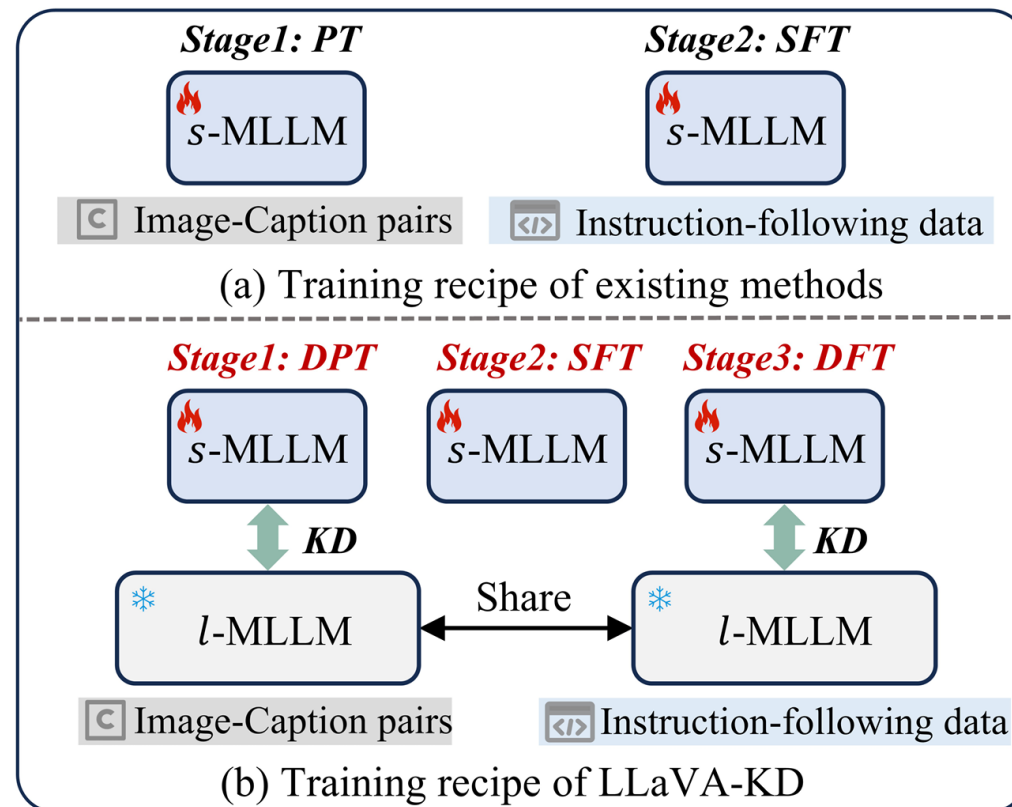 Stage1: PT
Stage2: SFT
s-MLLM
s-MLLM
C Image-Caption pairs
</> Instruction-following data
(a) Training recipe of existing methods
Stage1: DPT
Stage2: SFT
Stage3: DFT
s-MLLM
s-MLLM
s-MLLM
KD
KD
l-MLLM
Share
l-MLLM
C Image-Caption pairs
</> Instruction-following data
(b) Training recipe of LLaVA-KD